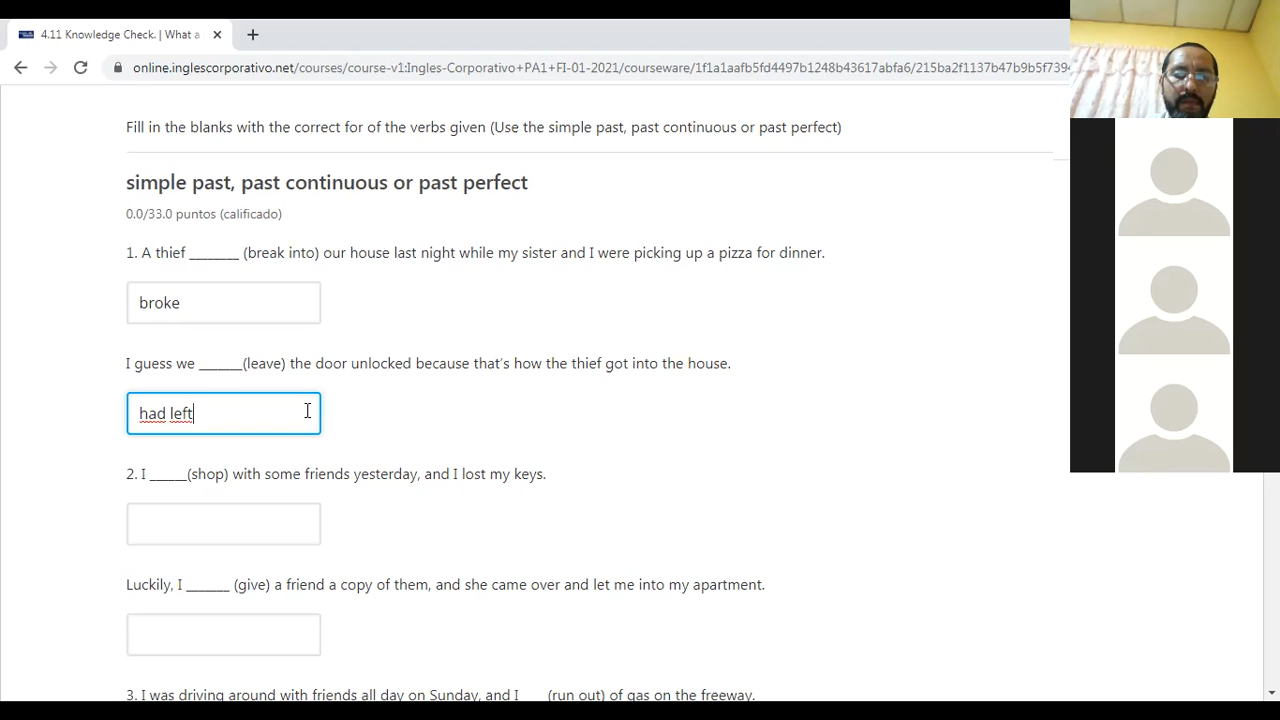 4.11 Knowledge Check. | What a
online.inglescorporativo.net/courses/course-v1:Ingles-Corporativo+PA1+FI-01-2021/courseware/1f1a1aafb5fd4497b1248b43617abfa6/215ba2f1137b47b9b5f7394
Fill in the blanks with the correct for of the verbs given (Use the simple past, past continuous or past perfect)
simple past, past continuous or past perfect
0.0/33.0 puntos (calificado)
1. A thief ________ (break into) our house last night while my sister and I were picking up a pizza for dinner.
broke
I guess we _______(leave) the door unlocked because that's how the thief got into the house.
had left
2. I ______(shop) with some friends yesterday, and I lost my keys.
Luckily, I _______ (give) a friend a copy of them, and she came over and let me into my apartment.
3. I was driving around with friends all day on Sunday, and I ____ (run out) of gas on the freeway.